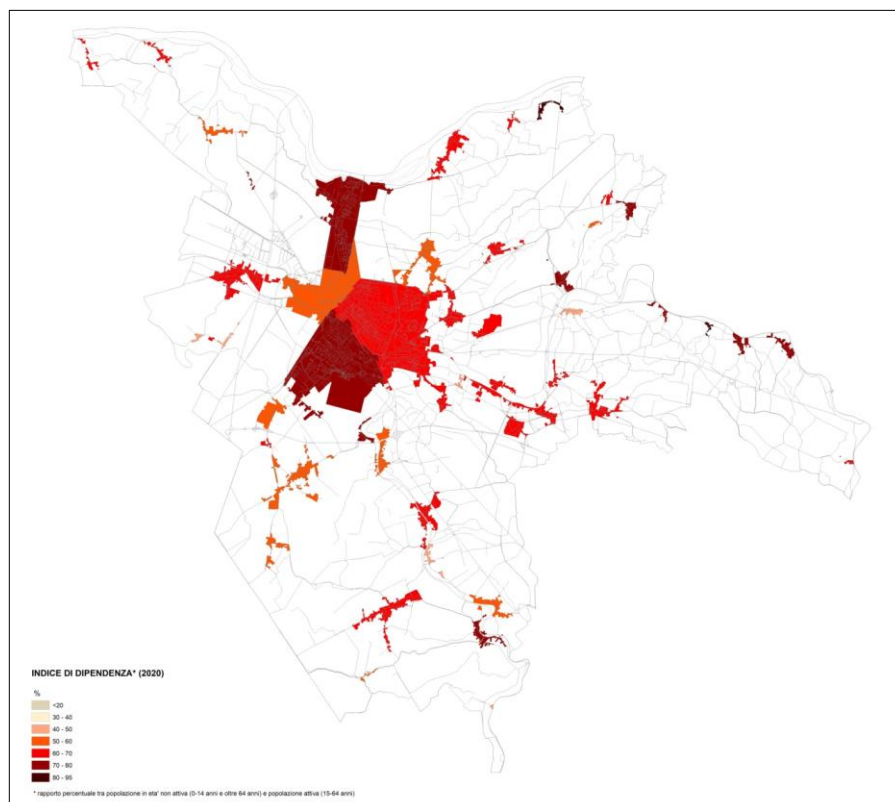 INDICE DI DIPENDENZA* (2020)
%
<20
30 - 40
40 - 50
50 - 60
60 - 70
70 - 80
80 - 95
* rapporto percentuale tra popolazione in eta' non attiva (0-14 anni e oltre 64 anni) e popolazione attiva (15-64 anni)